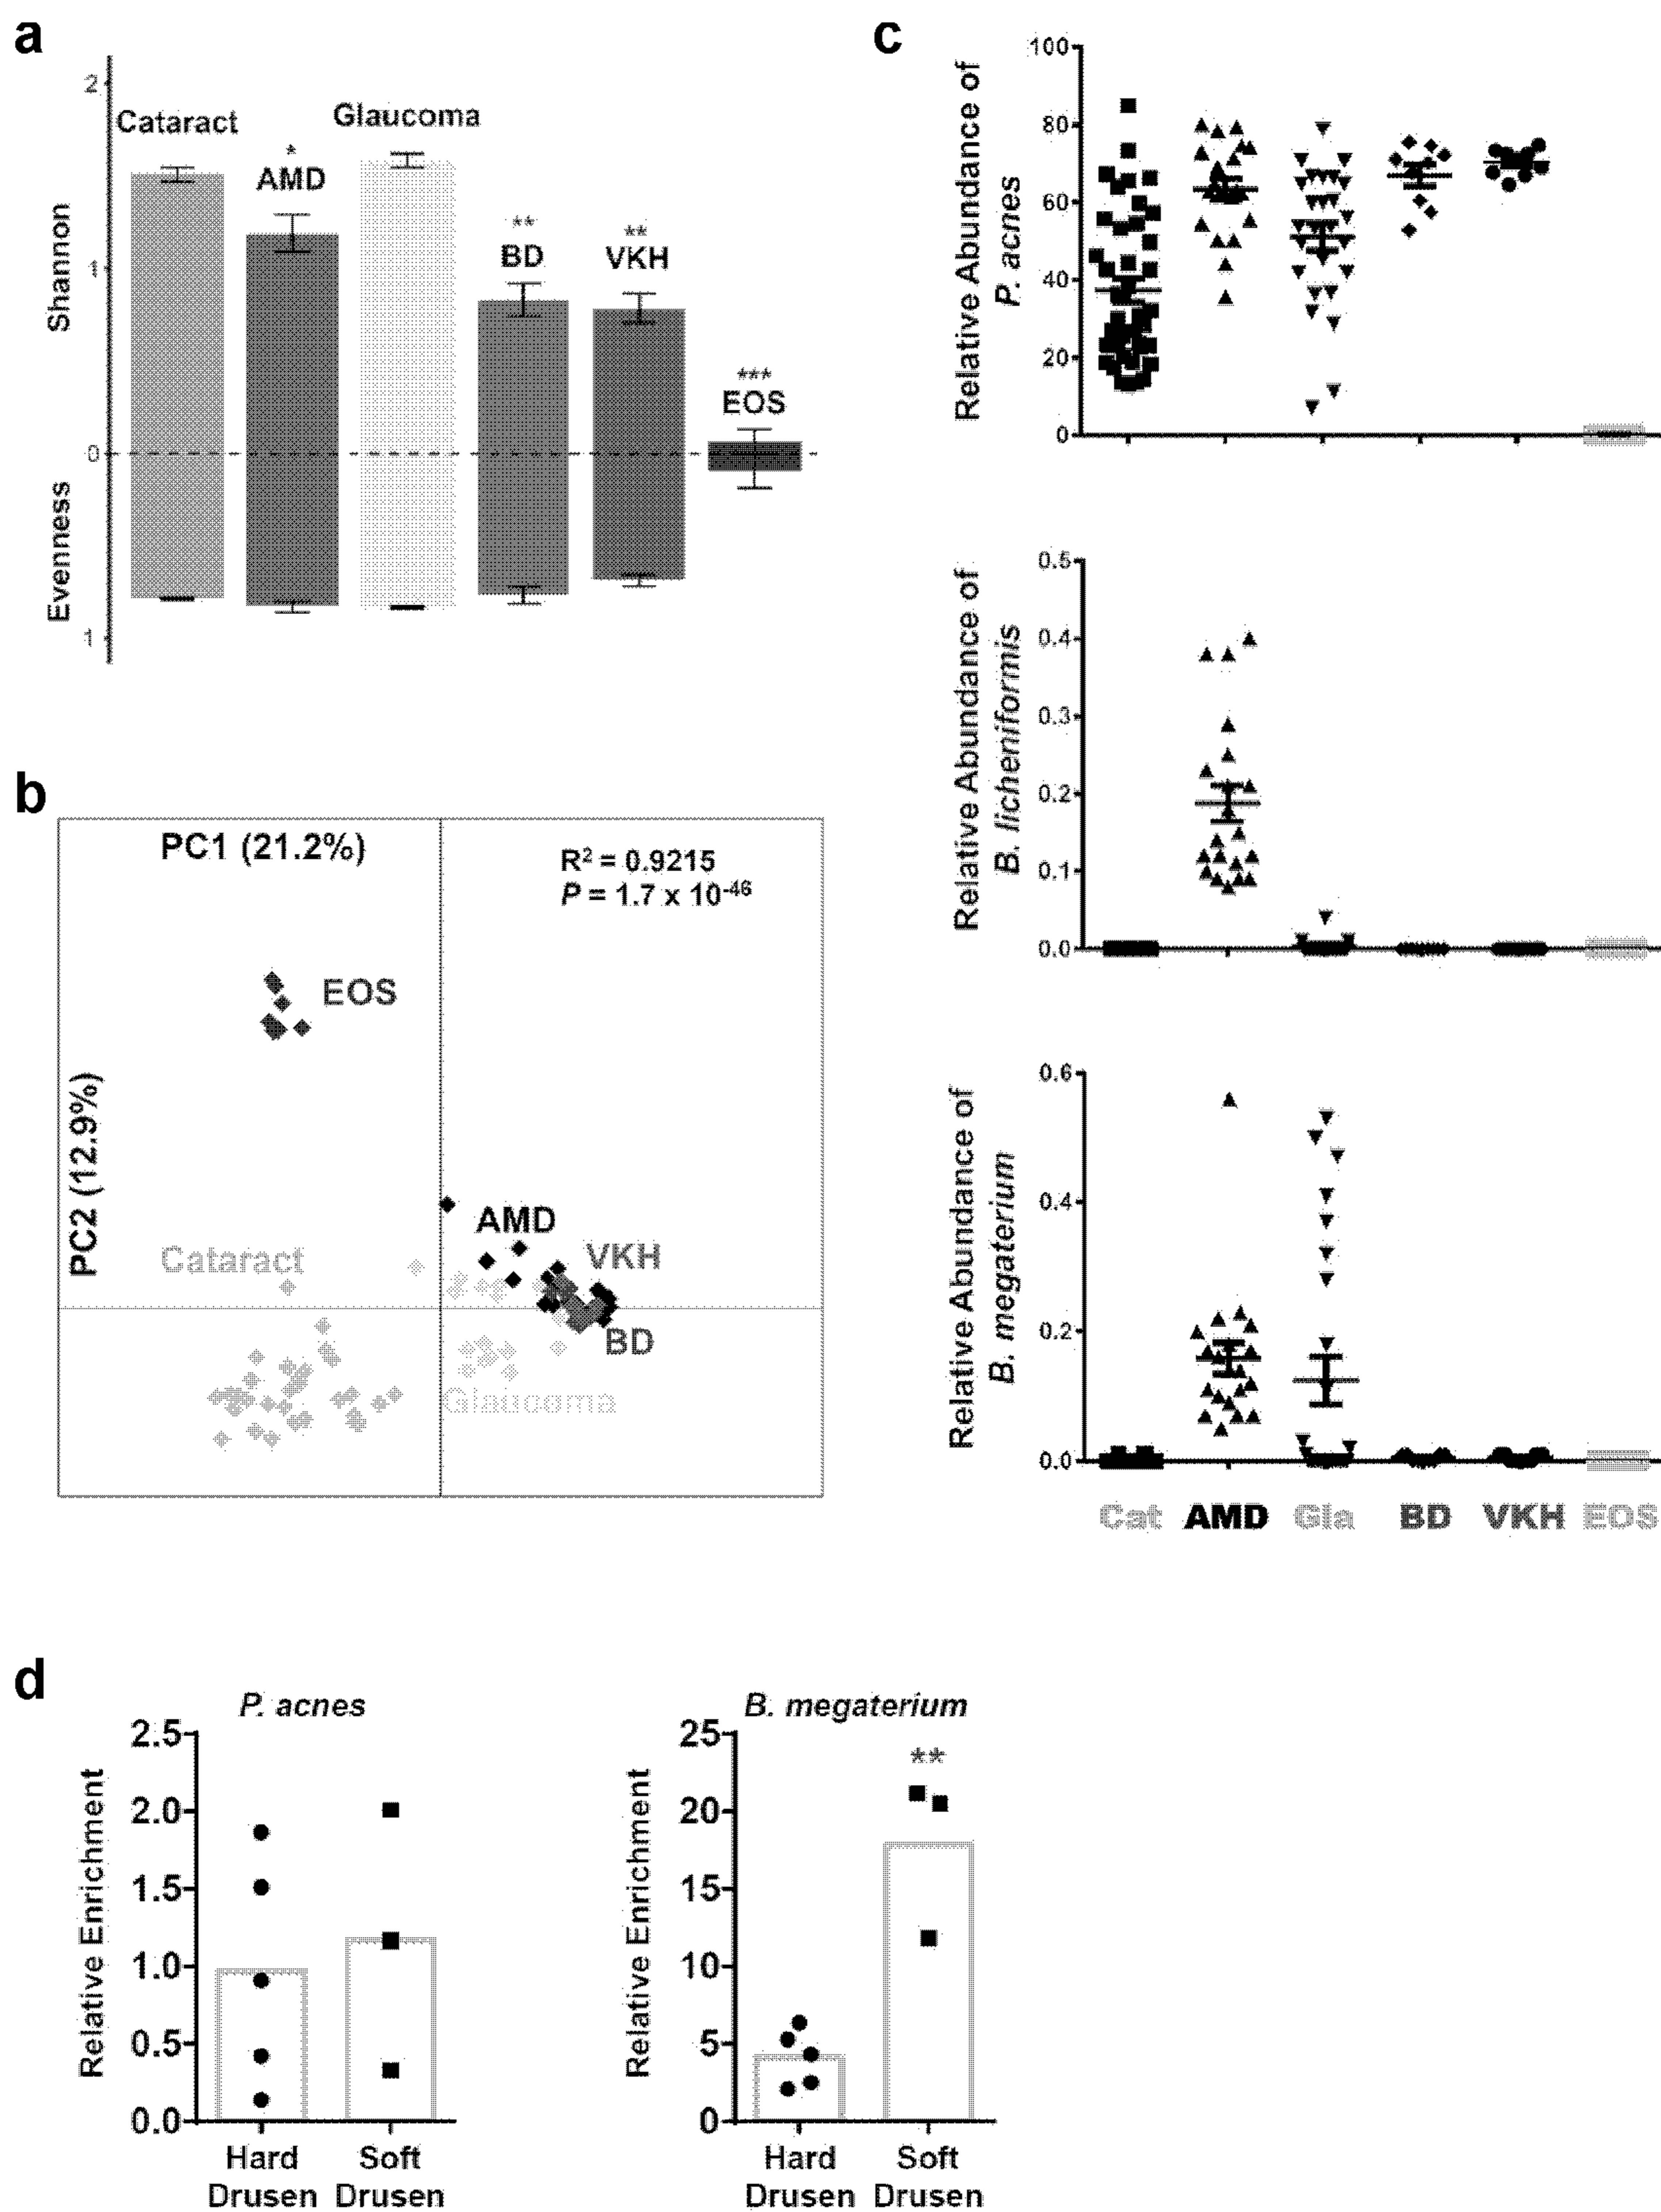 a
2
1
0
1
Shannon
Evenness
Cataract
*
AMD
Glaucoma
**
BD
**
VKH
***
EOS
b
PC1 (21.2%)
PC2 (12.9%)
R² = 0.9215
P = 1.7 x 10⁻⁴⁶
EOS
AMD
Cataract
VKH
BD
Glaucoma
c
Relative Abundance of
P. acnes
100
80
60
40
20
0
Relative Abundance of
B. licheniformis
0.5
0.4
0.3
0.2
0.1
0.0
Relative Abundance of
B. megaterium
0.6
0.4
0.2
0.0
Cat AMD Gla BD VKH EOS
d
P. acnes
Relative Enrichment
2.5
2.0
1.5
1.0
0.5
0.0
Hard Soft
Drusen Drusen
B. megaterium
Relative Enrichment
25
20
15
10
5
0
**
Hard Soft
Drusen Drusen